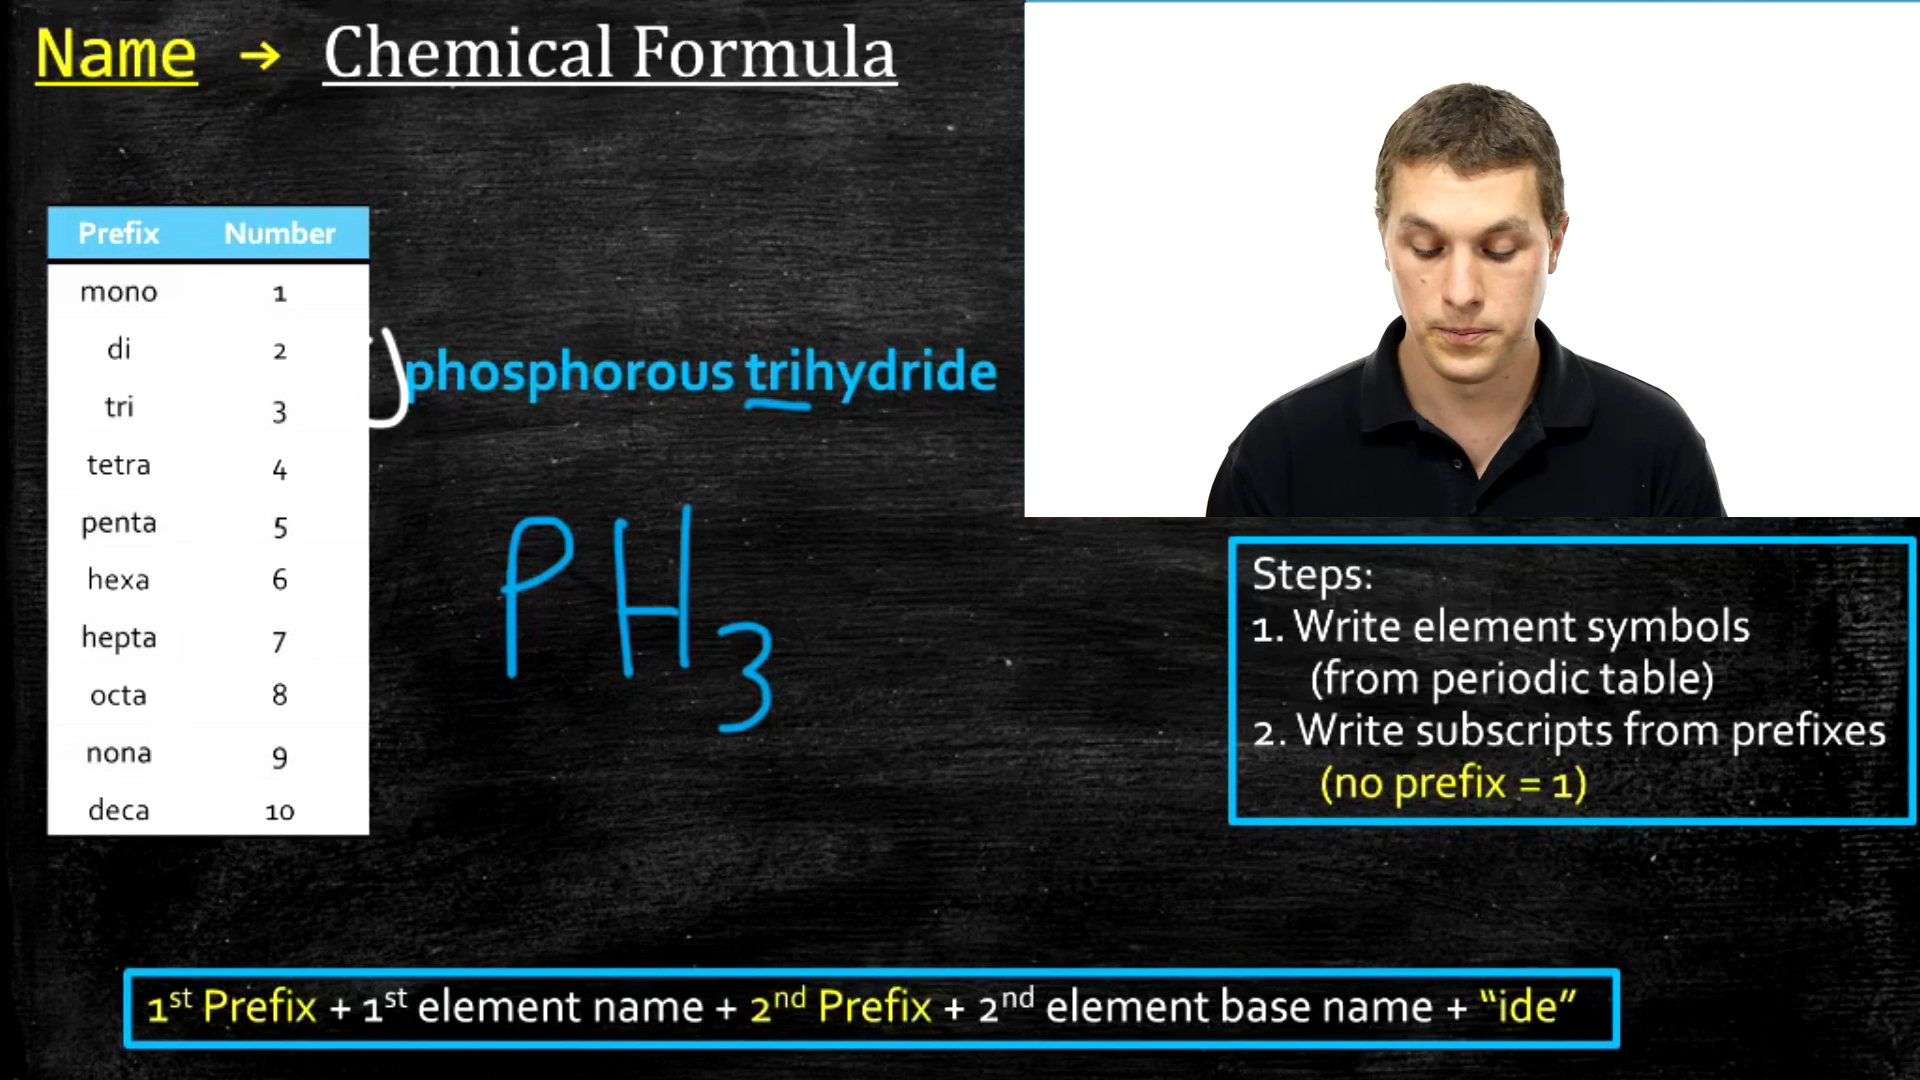 Name → Chemical Formula
Prefix Number
mono 1
di 2
tri 3
tetra 4
penta 5
hexa 6
hepta 7
octa 8
nona 9
deca 10
phosphorous trihydride
PH₃
Steps:
1. Write element symbols
(from periodic table)
2. Write subscripts from prefixes
(no prefix = 1)
1st Prefix + 1st element name + 2nd Prefix + 2nd element base name + “ide”